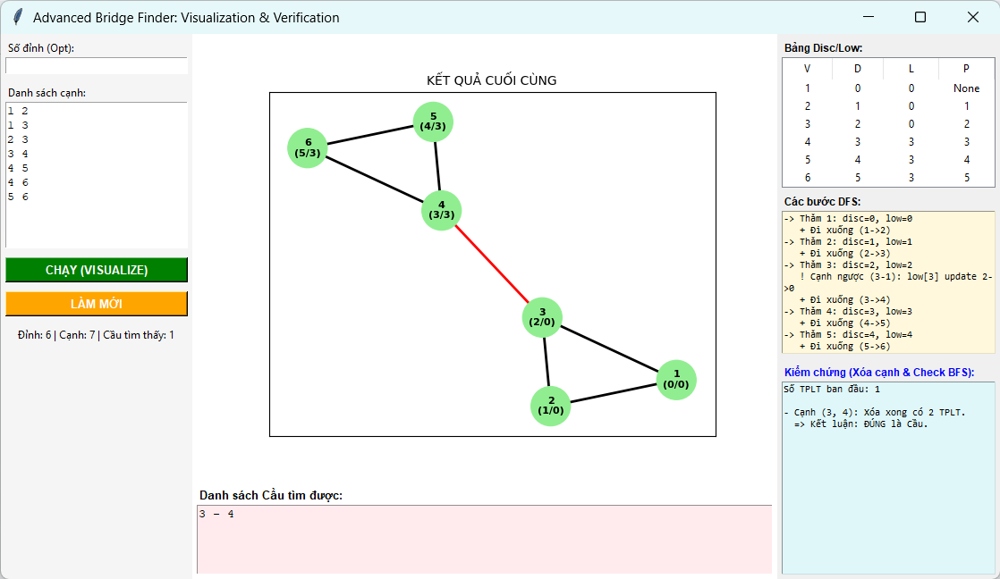 Advanced Bridge Finder: Visualization & Verification
Số đỉnh (Opt):
Danh sách cạnh:
1 2
1 3
2 3
3 4
4 5
4 6
5 6
CHẠY (VISUALIZE)
LÀM MỚI
Đỉnh: 6 | Cạnh: 7 | Cầu tìm thấy: 1
KẾT QUẢ CUỐI CÙNG
5
(4/3)
6
(5/3)
4
(3/3)
3
(2/0)
1
(0/0)
2
(1/0)
Danh sách Cầu tìm được:
3 - 4
Bảng Disc/Low:
V D L P
1 0 0 None
2 1 0 1
3 2 0 2
4 3 3 3
5 4 3 4
6 5 3 5
Các bước DFS:
-> Thăm 1: disc=0, low=0
+ Đi xuống (1->2)
-> Thăm 2: disc=1, low=1
+ Đi xuống (2->3)
-> Thăm 3: disc=2, low=2
! Cạnh ngược (3-1): low[3] update 2-
>0
+ Đi xuống (3->4)
-> Thăm 4: disc=3, low=3
+ Đi xuống (4->5)
-> Thăm 5: disc=4, low=4
+ Đi xuống (5->6)
Kiểm chứng (Xóa cạnh & Check BFS):
Số TPLT ban đầu: 1
- Cạnh (3, 4): Xóa xong có 2 TPLT.
=> Kết luận: ĐÚNG là Cầu.